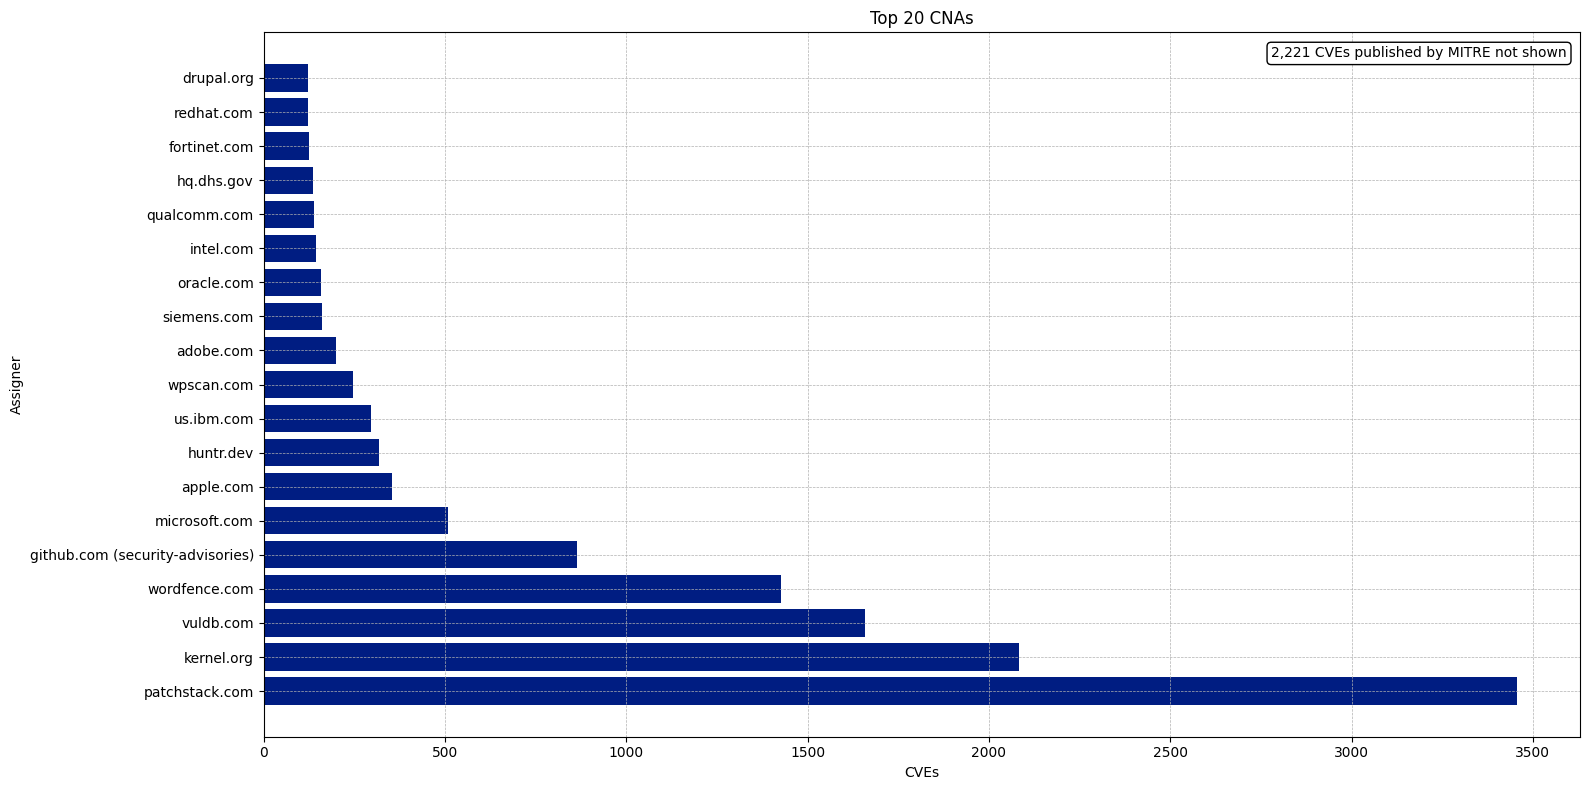 Top 20 CNAs
2,221 CVEs published by MITRE not shown
drupal.org
redhat.com
fortinet.com
hq.dhs.gov
qualcomm.com
intel.com
oracle.com
siemens.com
adobe.com
wpscan.com
us.ibm.com
huntr.dev
apple.com
microsoft.com
github.com (security-advisories)
wordfence.com
vuldb.com
kernel.org
patchstack.com
Assigner
0 500 1000 1500 2000 2500 3000 3500
CVEs